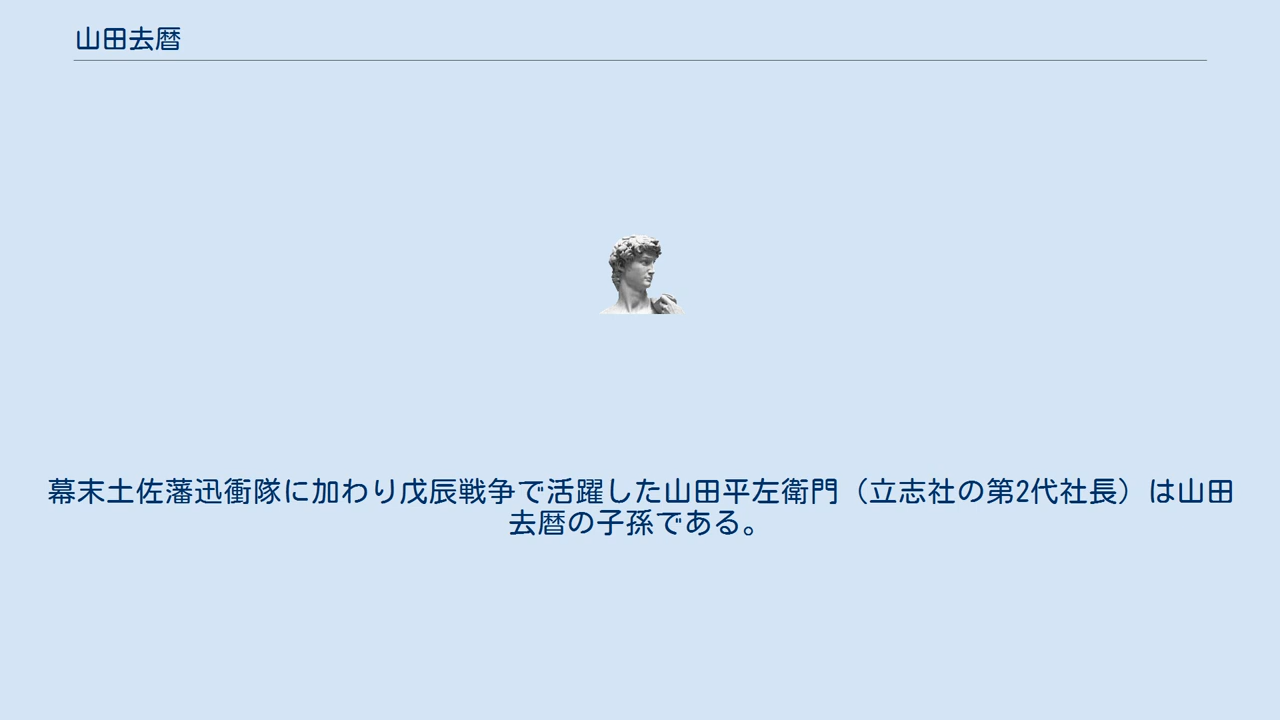 山田去暦
幕末土佐藩迅衝隊に加わり戊辰戦争で活躍した山田平左衛門（立志社の第2代社長）は山田
去暦の子孫である。